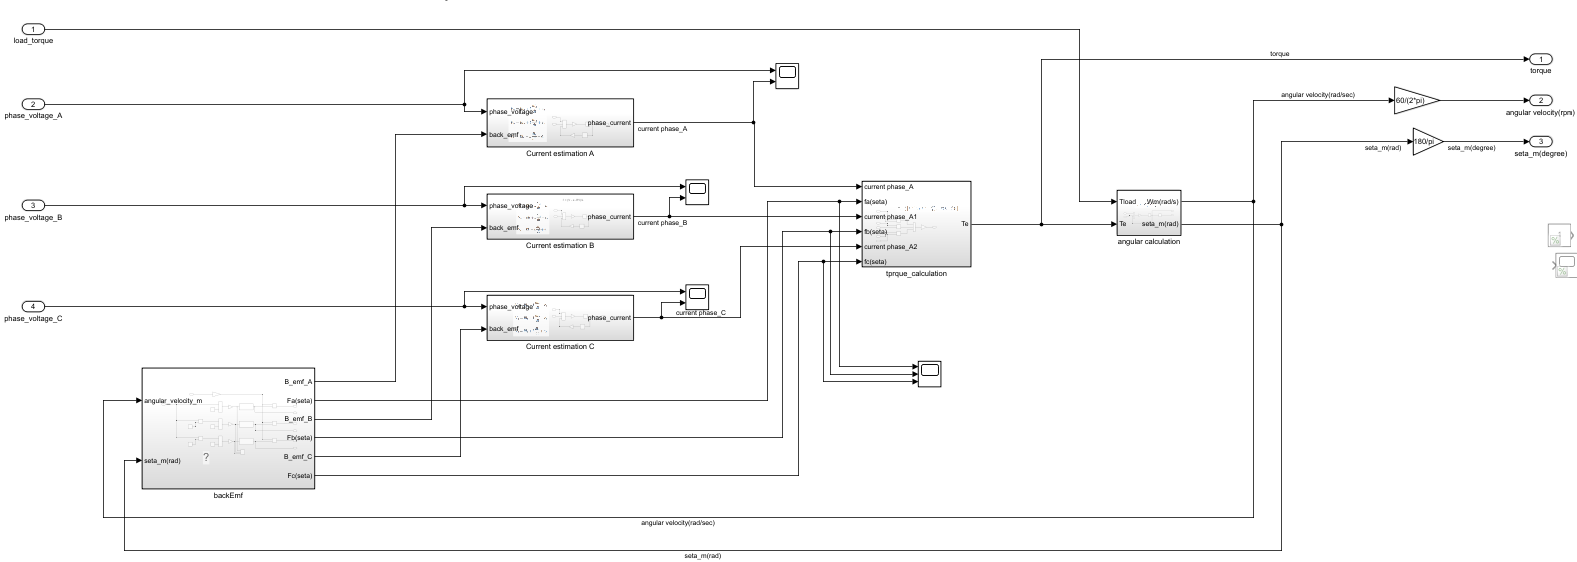 1
load_torque
torque
1
torque
2
phase_voltage_A
angular velocity(rad/sec)
60/(2*pi)
2
angular velocity(rpm)
phase_voltage
back_emf
phase_current
current phase_A
Current estimation A
seta_m(rad)
180/pi
seta_m(degree)
3
seta_m(degree)
3
phase_voltage_B
phase_voltage
back_emf
phase_current
current phase_B
Current estimation B
current phase_A
fa(seta)
current phase_A1
fb(seta)
current phase_A2
fc(seta)
Te
tprque_calculation
Tload
Wm(rad/s)
Te
seta_m(rad)
angular calculation
4
phase_voltage_C
phase_voltage
back_emf
phase_current
current phase_C
Current estimation C
angular_velocity_m
seta_m(rad)
?
B_emf_A
Fa(seta)
B_emf_B
Fb(seta)
B_emf_C
Fc(seta)
backEmf
angular velocity(rad/sec)
seta_m(rad)